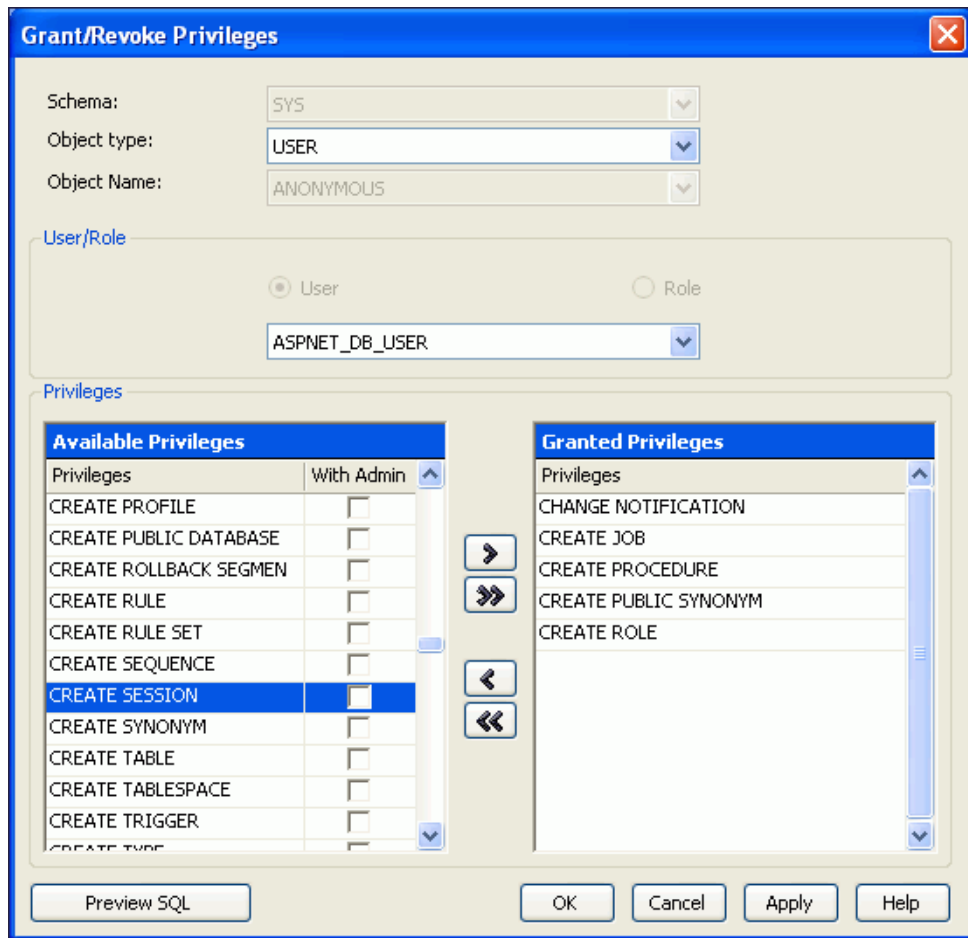 Grant/Revoke Privileges
Schema:
SYS
Object type:
USER
Object Name:
ANONYMOUS
User/Role
User
Role
ASPNET_DB_USER
Privileges
Available Privileges
Privileges
With Admin
CREATE PROFILE
CREATE PUBLIC DATABASE
CREATE ROLLBACK SEGMEN
CREATE RULE
CREATE RULE SET
CREATE SEQUENCE
CREATE SESSION
CREATE SYNONYM
CREATE TABLE
CREATE TABLESPACE
CREATE TRIGGER
CREATE TYPE
Granted Privileges
Privileges
CHANGE NOTIFICATION
CREATE JOB
CREATE PROCEDURE
CREATE PUBLIC SYNONYM
CREATE ROLE
Preview SQL
OK
Cancel
Apply
Help